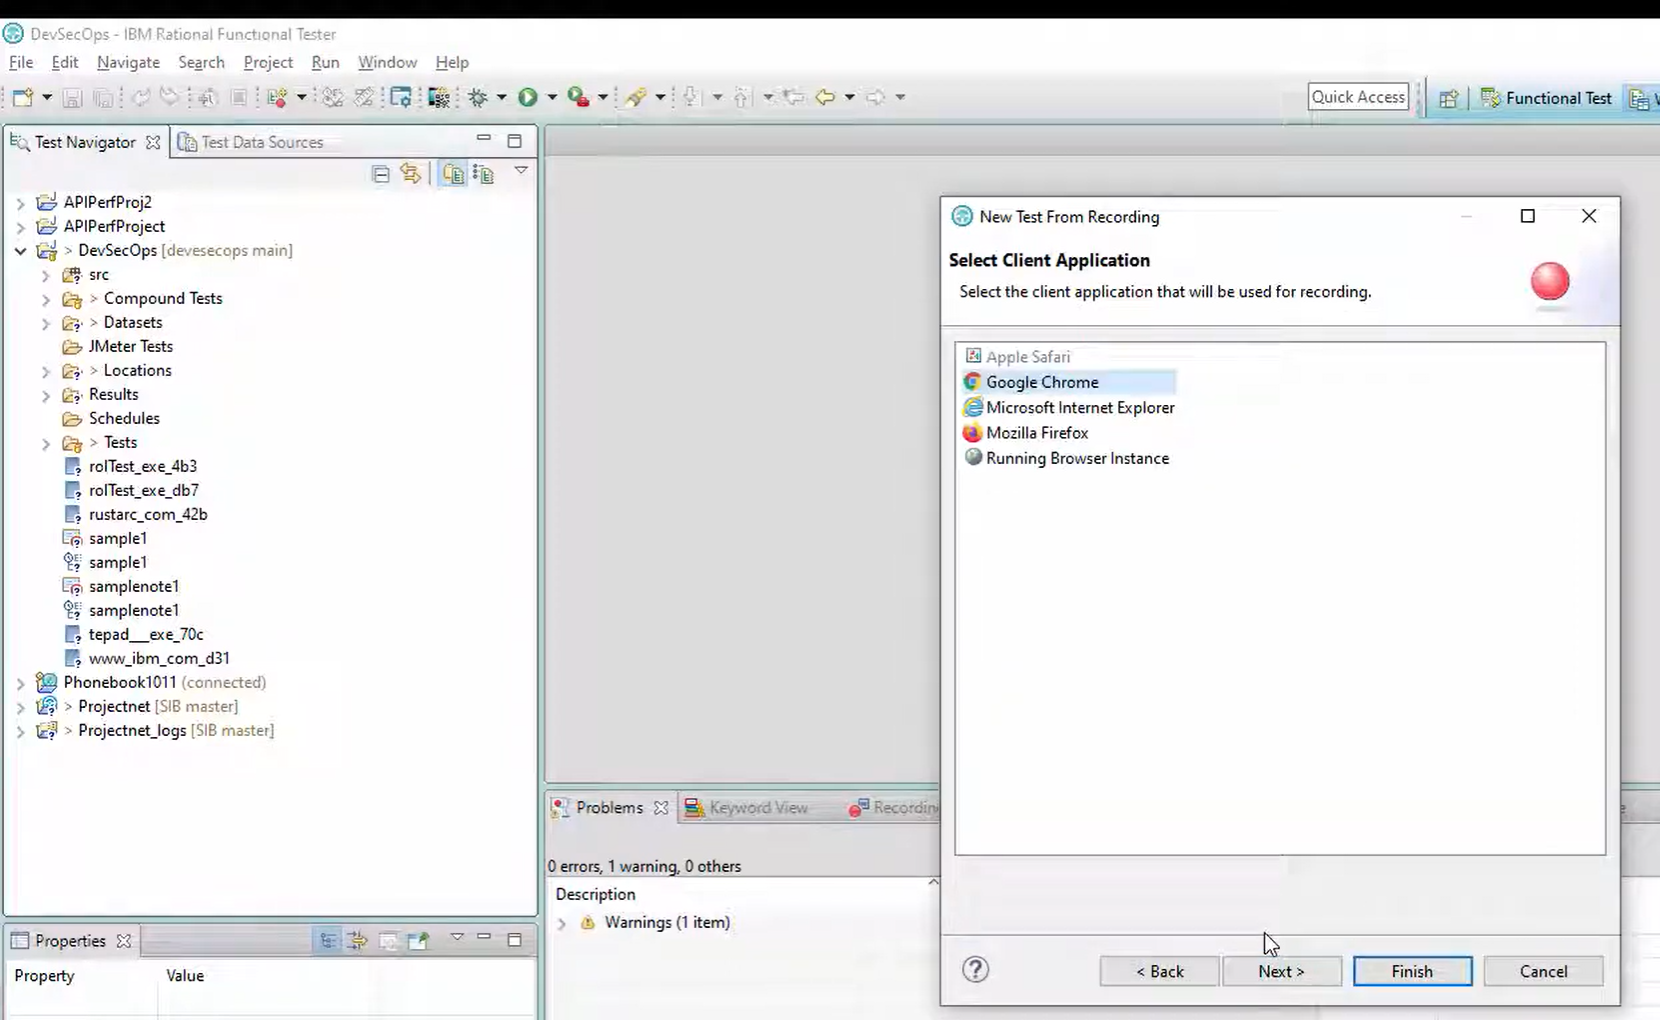 DevSecOps - IBM Rational Functional Tester
File Edit Navigate Search Project Run Window Help
Quick Access
Functional Test
Test Navigator
Test Data Sources
APIPerfProj2
APIPerfProject
> DevSecOps [devesecops main]
src
> Compound Tests
> Datasets
JMeter Tests
> Locations
Results
Schedules
> Tests
rolTest_exe_4b3
rolTest_exe_db7
rustarc_com_42b
sample1
sample1
samplenote1
samplenote1
tepad__exe_70c
www_ibm_com_d31
Phonebook1011 (connected)
> Projectnet [SIB master]
> Projectnet_logs [SIB master]
Properties
Property Value
New Test From Recording
Select Client Application
Select the client application that will be used for recording.
Apple Safari
Google Chrome
Microsoft Internet Explorer
Mozilla Firefox
Running Browser Instance
< Back Next > Finish Cancel
Problems Keyword View Recording
0 errors, 1 warning, 0 others
Description
Warnings (1 item)